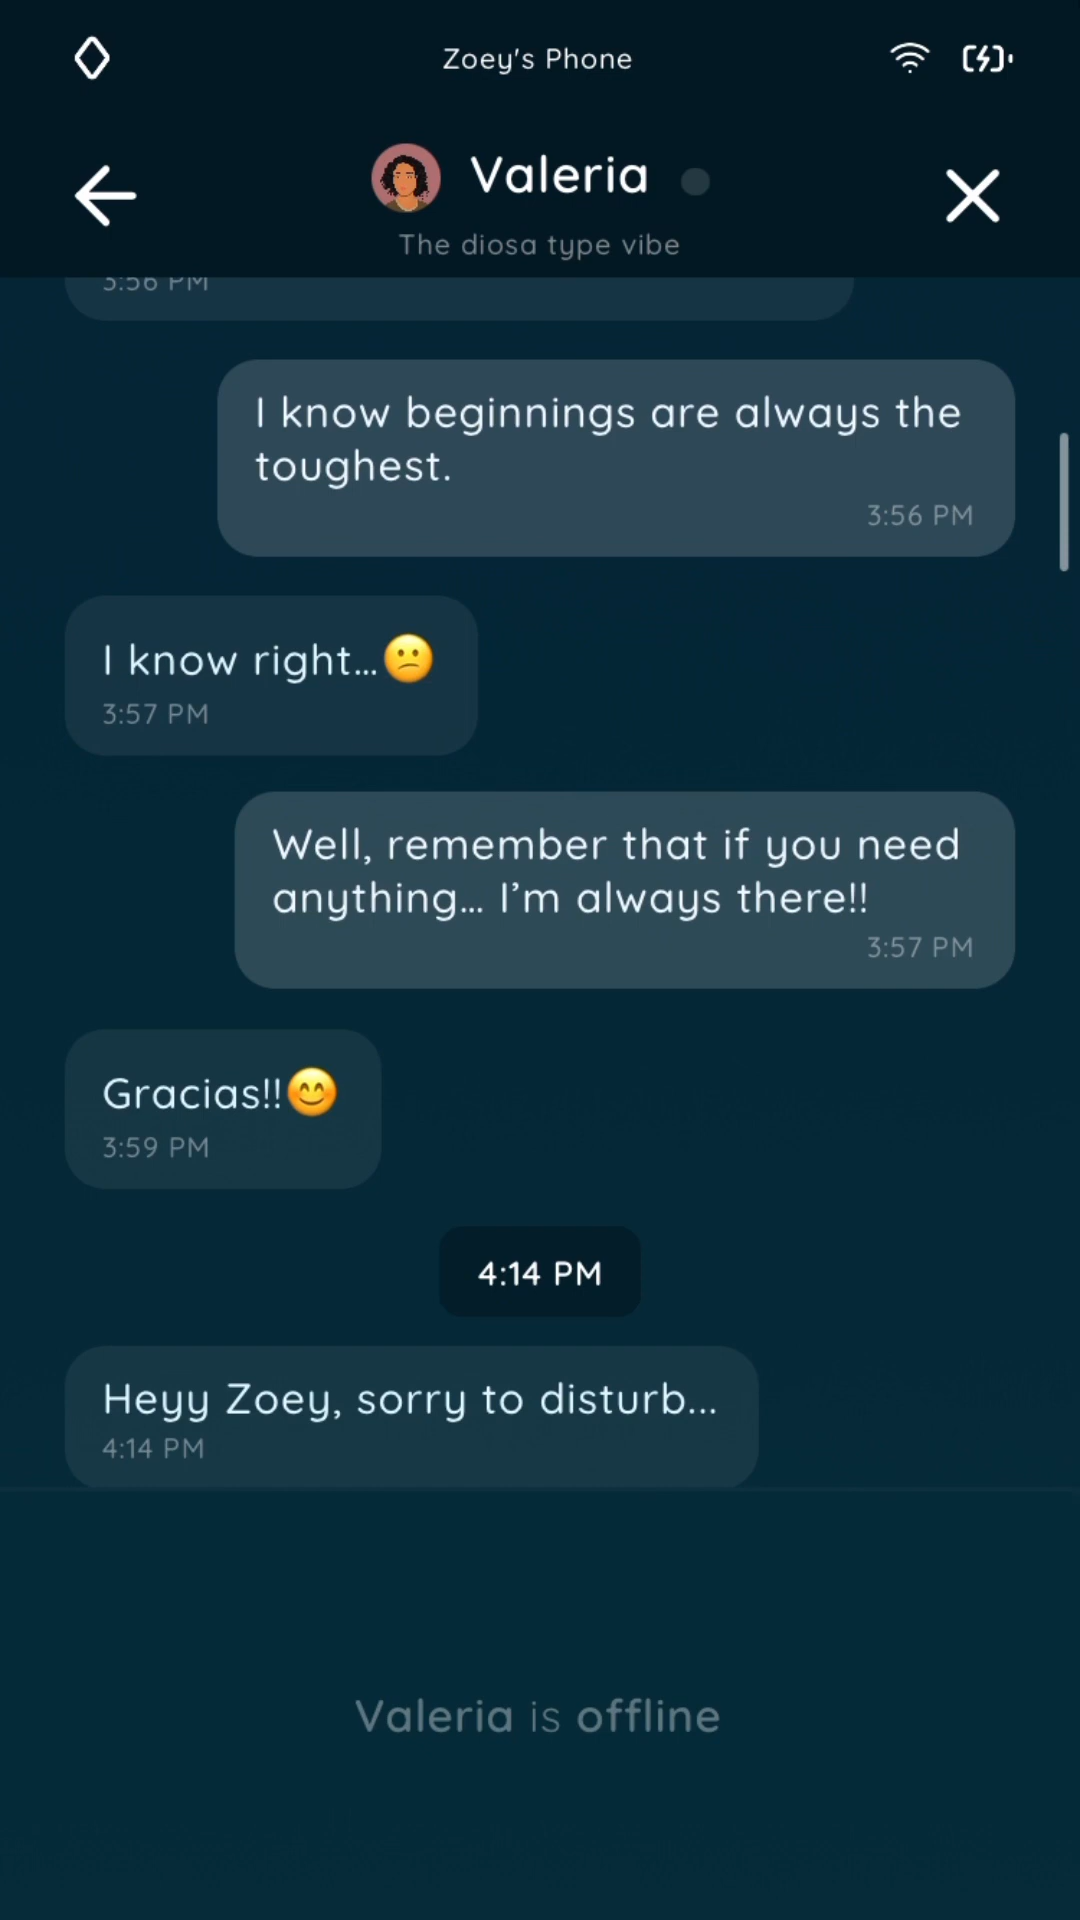 Zoey's Phone
Valeria
The diosa type vibe
3:56 PM
I know beginnings are always the
toughest.
3:56 PM
I know right...😕
3:57 PM
Well, remember that if you need
anything... I’m always there!!
3:57 PM
Gracias!!😊
3:59 PM
4:14 PM
Heyy Zoey, sorry to disturb...
4:14 PM
Valeria is offline